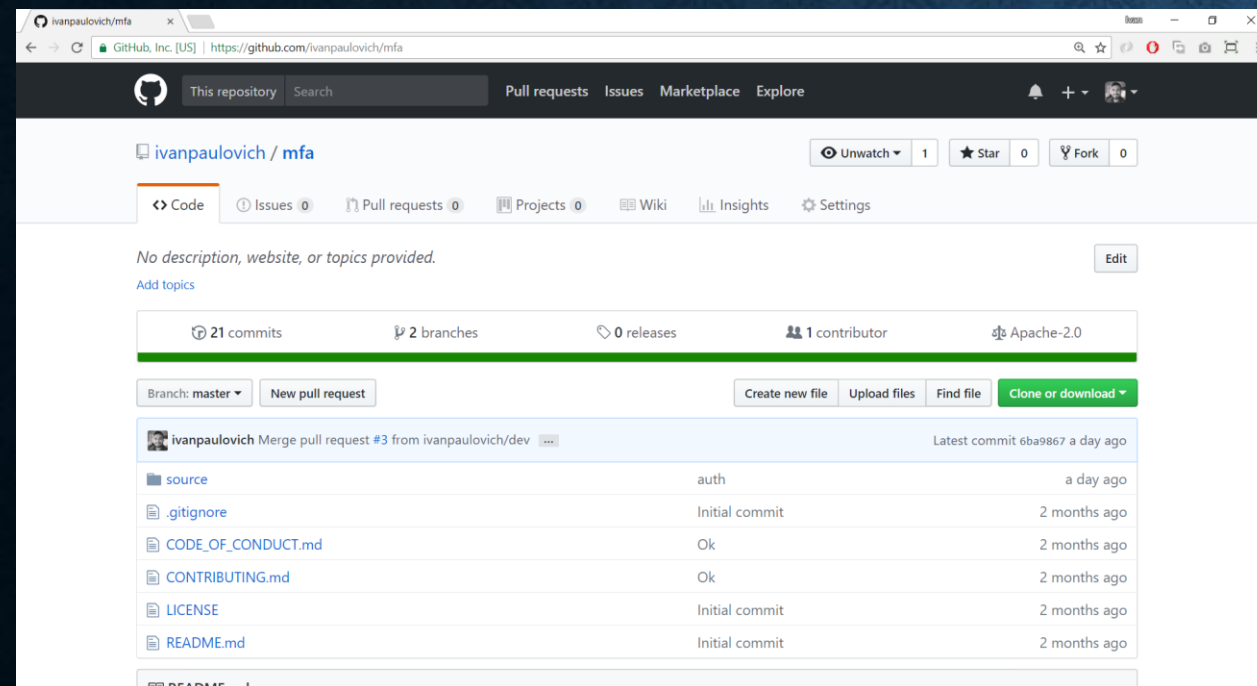 ivanpaulovich/mfa
Ivan
GitHub, Inc. [US] | https://github.com/ivanpaulovich/mfa
This repository Search Pull requests Issues Marketplace Explore
ivanpaulovich / mfa Unwatch 1 Star 0 Fork 0
Code Issues 0 Pull requests 0 Projects 0 Wiki Insights Settings
No description, website, or topics provided. Edit
Add topics
21 commits 2 branches 0 releases 1 contributor Apache-2.0
Branch: master New pull request Create new file Upload files Find file Clone or download
ivanpaulovich Merge pull request #3 from ivanpaulovich/dev ... Latest commit 6ba9867 a day ago
source auth a day ago
.gitignore Initial commit 2 months ago
CODE_OF_CONDUCT.md Ok 2 months ago
CONTRIBUTING.md Ok 2 months ago
LICENSE Initial commit 2 months ago
README.md Initial commit 2 months ago